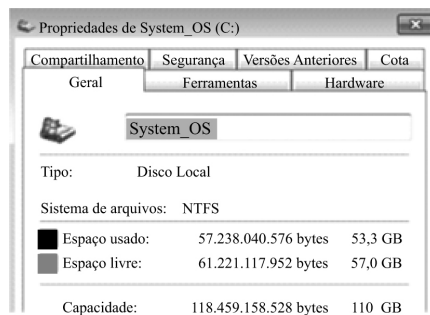 Propriedades de System_OS (C:)
Compartilhamento Segurança Versões Anteriores Cota
Geral Ferramentas Hardware
System_OS
Tipo: Disco Local
Sistema de arquivos: NTFS
Espaço usado: 57.238.040.576 bytes 53,3 GB
Espaço livre: 61.221.117.952 bytes 57,0 GB
Capacidade: 118.459.158.528 bytes 110 GB